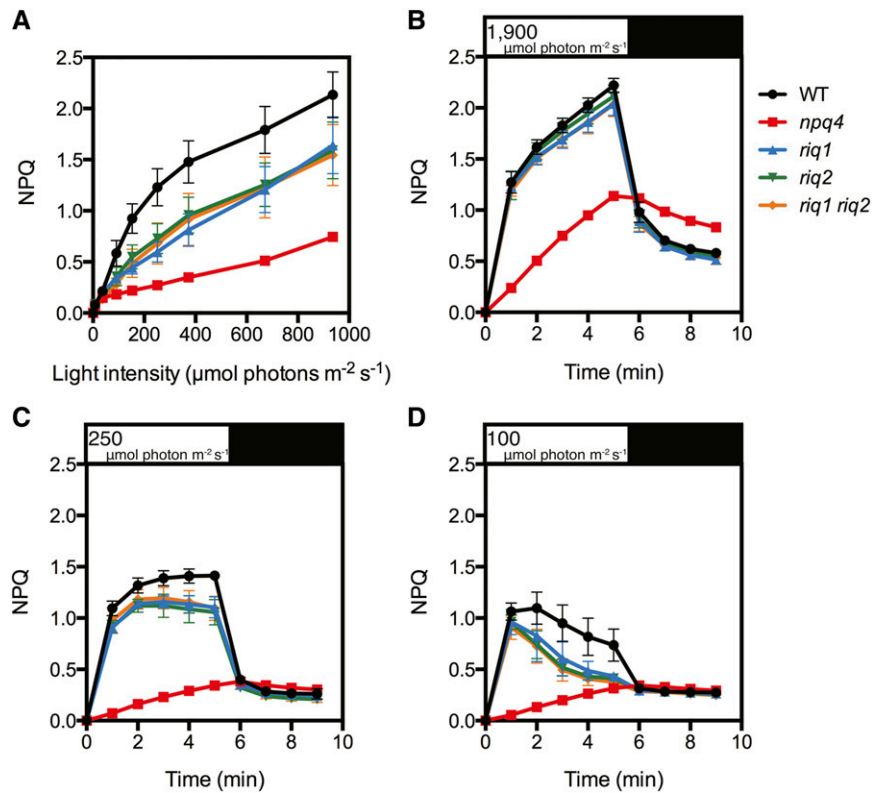 A
2.5
2.0
1.5
1.0
0.5
0.0
NPQ
0 200 400 600 800 1000
Light intensity (µmol photons m⁻² s⁻¹)
B
1,900
µmol photon m⁻² s⁻¹
2.5
2.0
1.5
1.0
0.5
0.0
NPQ
0 2 4 6 8 10
Time (min)
WT
npq4
riq1
riq2
riq1 riq2
C
250
µmol photon m⁻² s⁻¹
2.5
2.0
1.5
1.0
0.5
0.0
NPQ
0 2 4 6 8 10
Time (min)
D
100
µmol photon m⁻² s⁻¹
2.5
2.0
1.5
1.0
0.5
0.0
NPQ
0 2 4 6 8 10
Time (min)